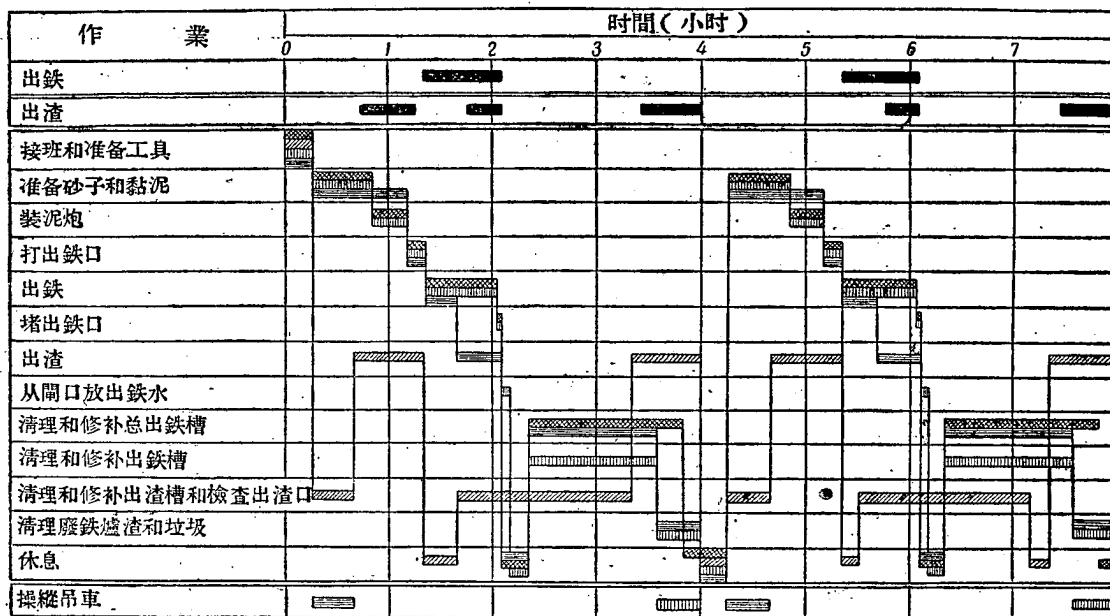 作 業
时間(小时)
0 1 2 3 4 5 6 7
出鉄
出渣
接班和准备工具
准备砂子和黏泥
裝泥炮
打出鉄口
出鉄
堵出鉄口
出渣
从閘口放出鉄水
清理和修补总出鉄槽
清理和修补出鉄槽
清理和修补出渣槽和檢査出渣口
清理廢鉄爐渣和垃圾
休息
操縱吊車